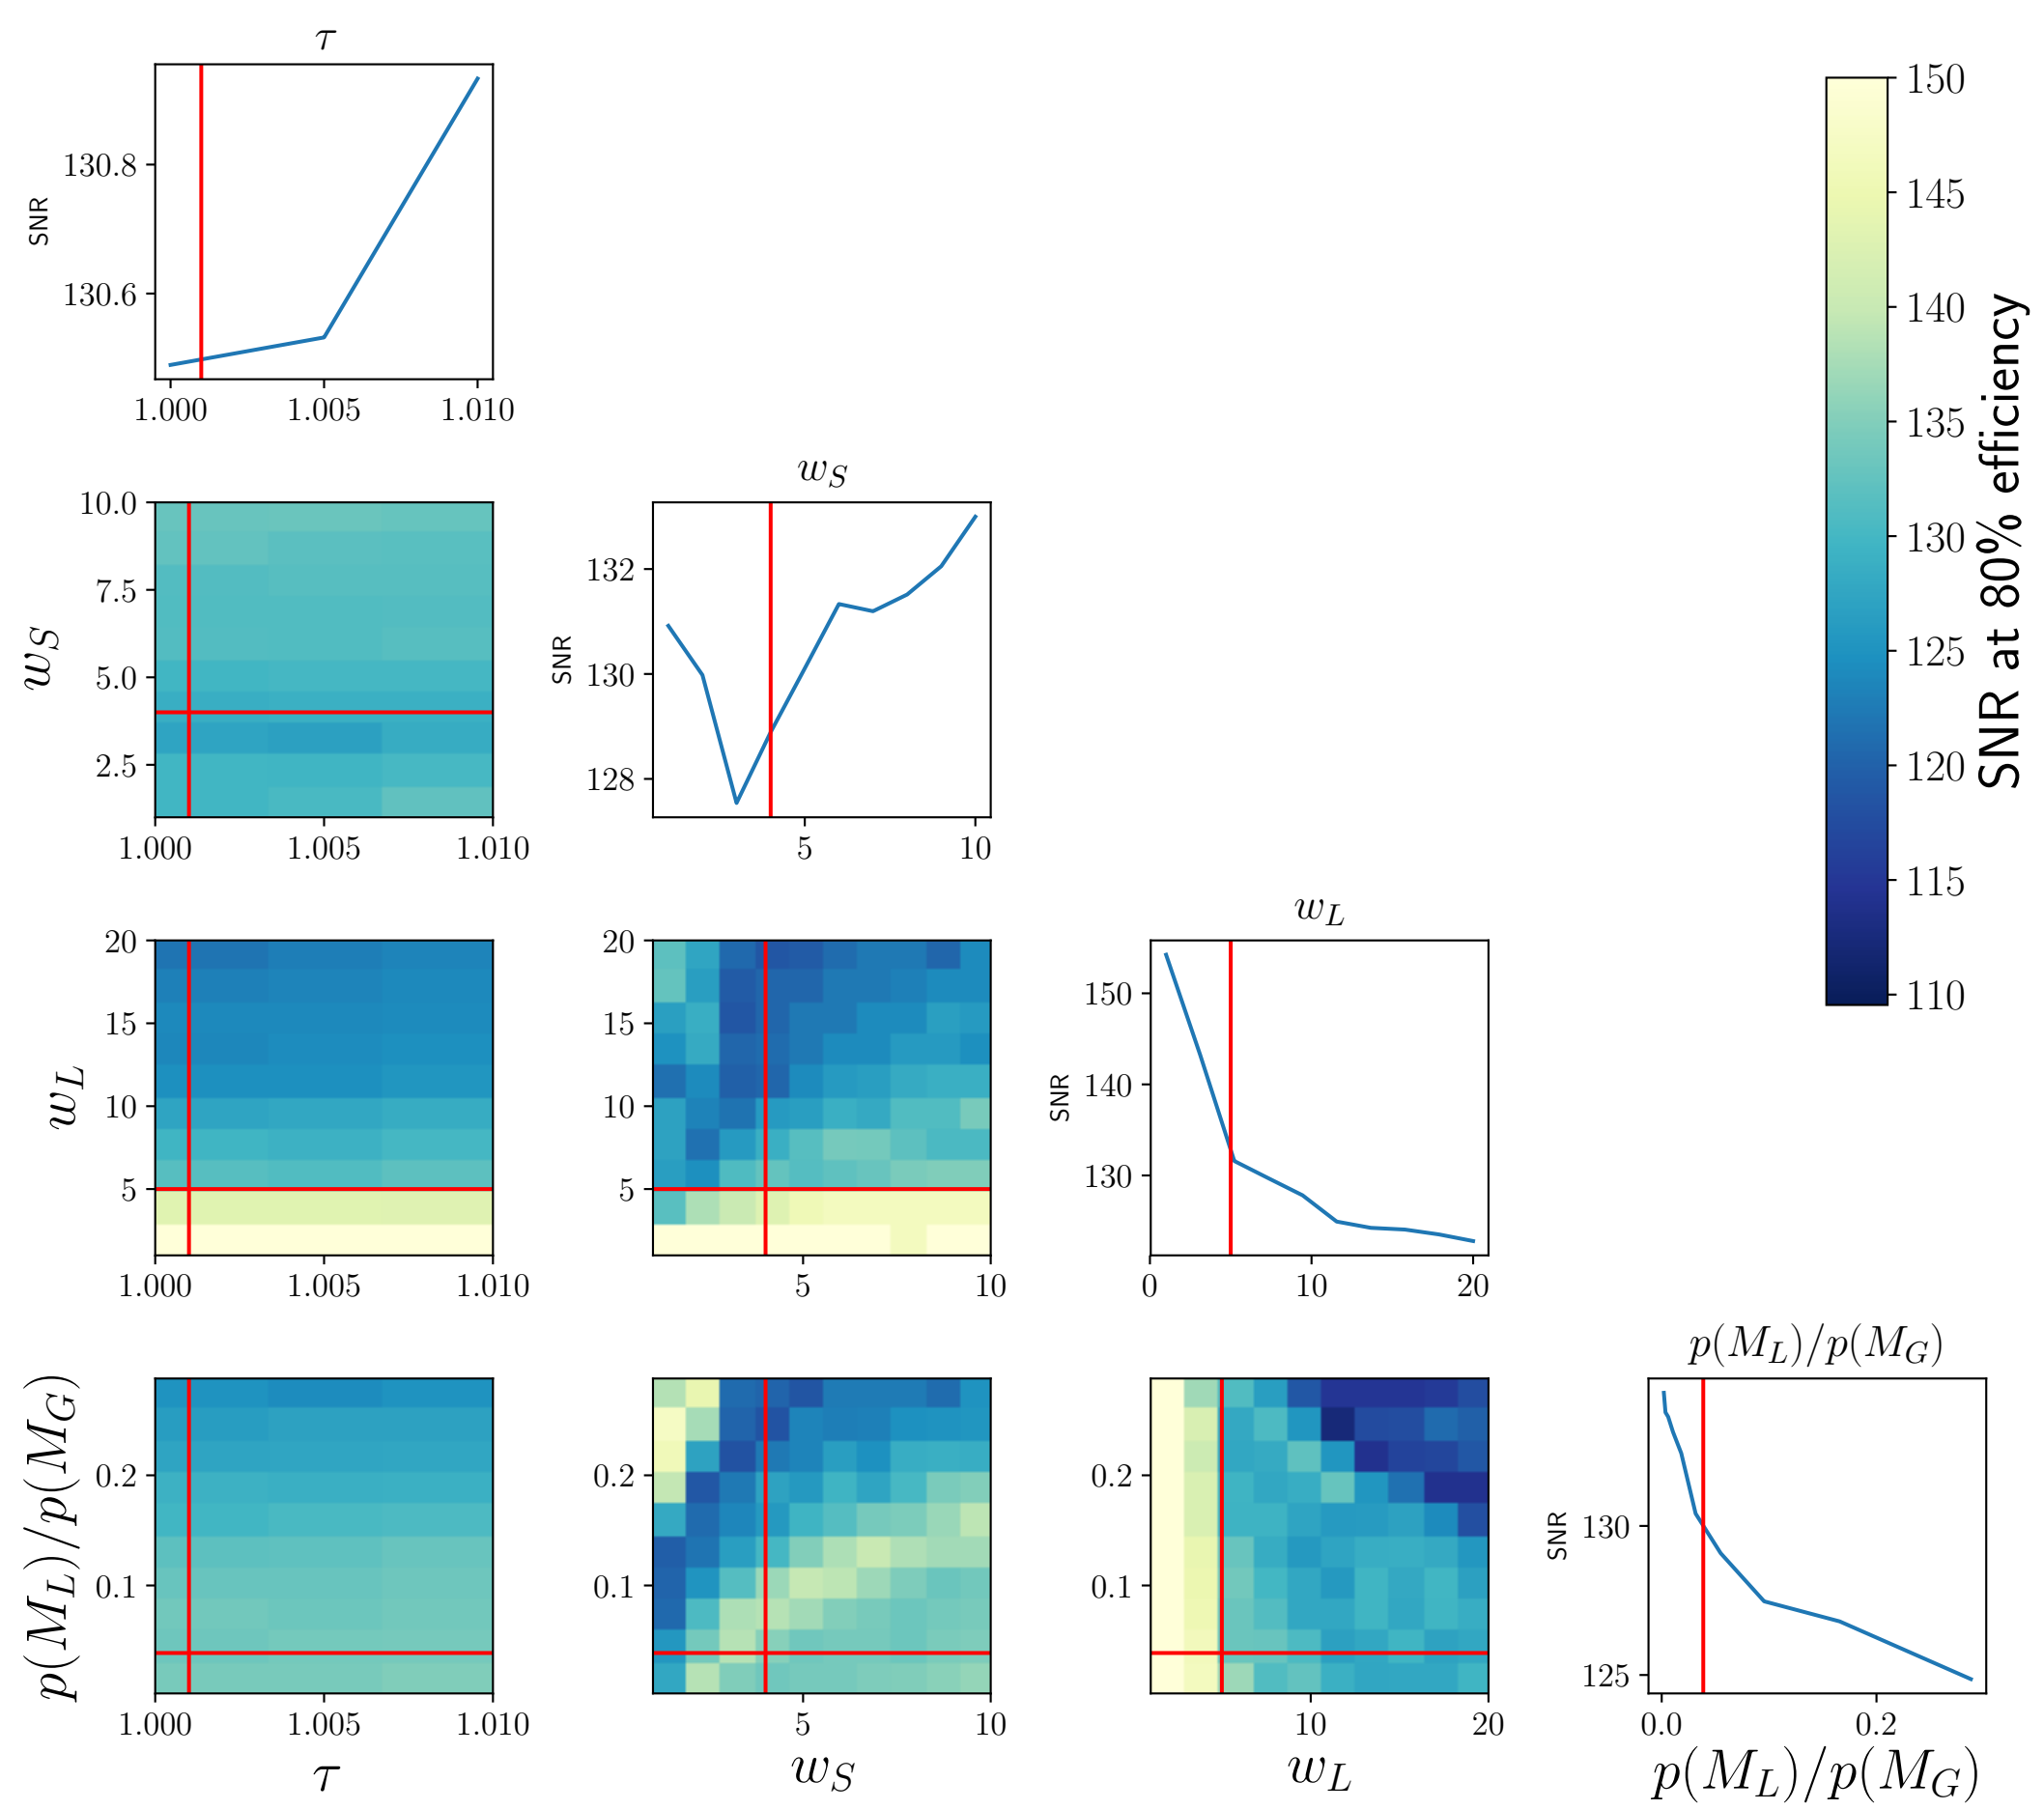 τ
SNR
130.8
130.6
1.000 1.005 1.010
w_S
10.0
7.5
5.0
2.5
1.000 1.005 1.010
w_S
SNR
132
130
128
5 10
w_L
20
15
10
5
1.000 1.005 1.010
20
15
10
5
5 10
w_L
SNR
150
140
130
0 10 20
p(M_L)/p(M_G)
0.2
0.1
1.000 1.005 1.010
τ
0.2
0.1
5 10
w_S
0.2
0.1
10 20
w_L
p(M_L)/p(M_G)
SNR
130
125
0.0 0.2
p(M_L)/p(M_G)
150
145
140
135
130
125
120
115
110
SNR at 80% efficiency